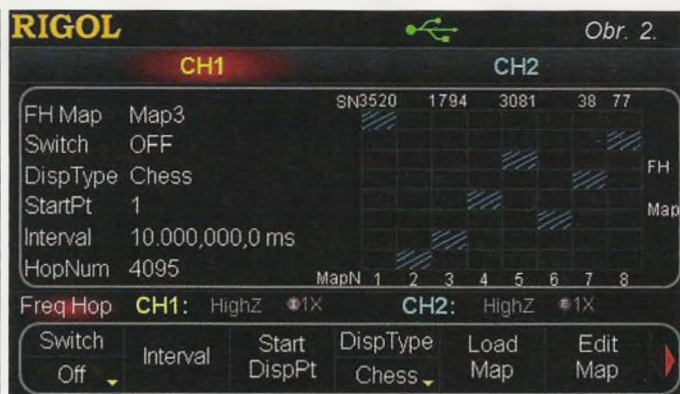 RIGOL Obr. 2.
CH1 CH2
SN3520 1794 3081 38 77
FH Map Map3
Switch OFF
DispType Chess
FH
StartPt 1
Map
Interval 10.000,000,0 ms
HopNum 4095
MapN 1 2 3 4 5 6 7 8
Freq Hop CH1: HighZ 1X CH2: HighZ 1X
Switch Interval Start DispType Load Edit
Off DispPt Chess Map Map